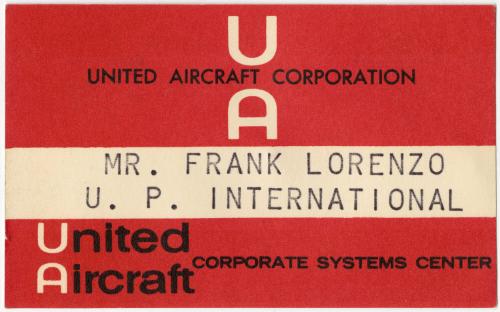 U
UNITED AIRCRAFT CORPORATION
A
MR. FRANK LORENZO
U. P. INTERNATIONAL
United
Aircraft CORPORATE SYSTEMS CENTER